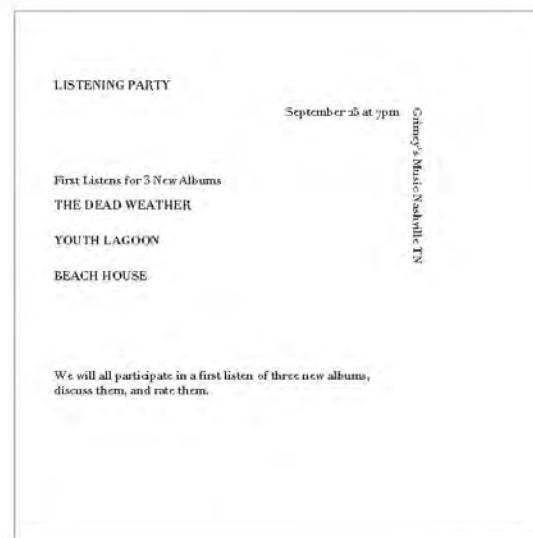 LISTENING PARTY
September 25 at 7pm
Grimey's Music Nashville TN
First Listens for 3 New Albums
THE DEAD WEATHER
YOUTH LAGOON
BEACH HOUSE
We will all participate in a first listen of three new albums,
discuss them, and rate them.